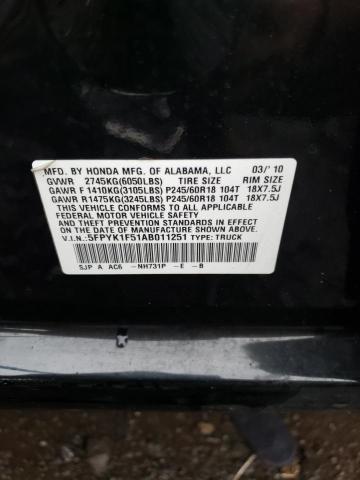 MFD. BY HONDA MFG. OF ALABAMA, LLC 03/'10
GVWR 2745KG(6050LBS) TIRE SIZE RIM SIZE
GAWR F 1410KG(3105LBS) P245/60R18 104T 18X7.5J
GAWR R1475KG(3245LBS) P245/60R18 104T 18X7.5J
THIS VEHICLE CONFORMS TO ALL APPLICABLE
FEDERAL MOTOR VEHICLE SAFETY STANDARDS IN
EFFECT ON THE DATE OF MANUFACTURE SHOWN ABOVE.
V.I.N.: 5FPYK1F51AB011251 TYPE: TRUCK
SJP A AC6 -NH731P -E -B